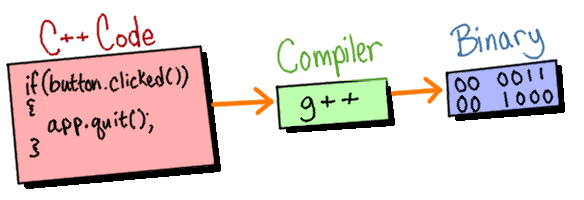 C++ Code
if(button.clicked())
{
app.quit();
}
Compiler
g++
Binary
00 0011
00 1000